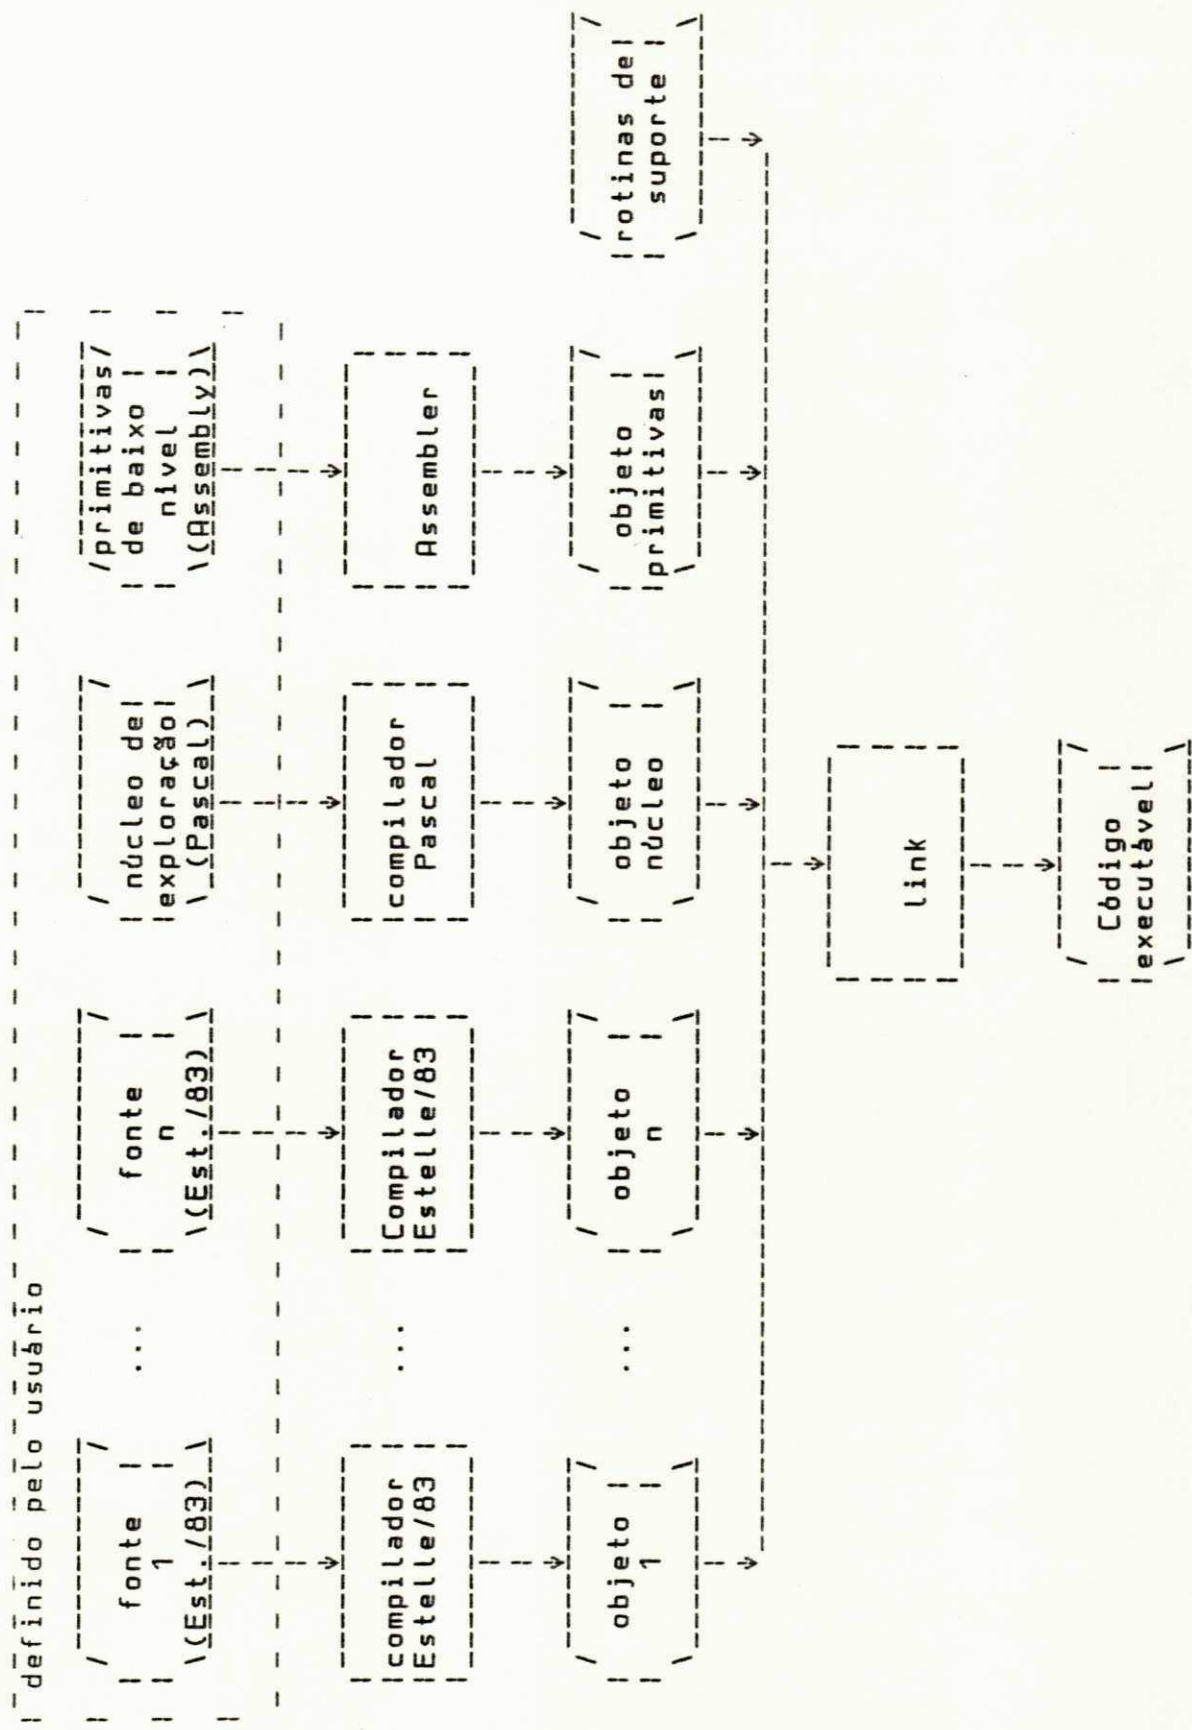 definido pelo usuário
fonte
1
(Est./83)
...
fonte
n
(Est./83)
núcleo de
exploração
(Pascal)
primitivas
de baixo
nível
(Assembly)
compilador
Estelle/83
...
Compilador
Estelle/83
compilador
Pascal
Assembler
objeto
1
...
objeto
n
objeto
núcleo
objeto
primitivas
rotinas de
suporte
link
Código
executável